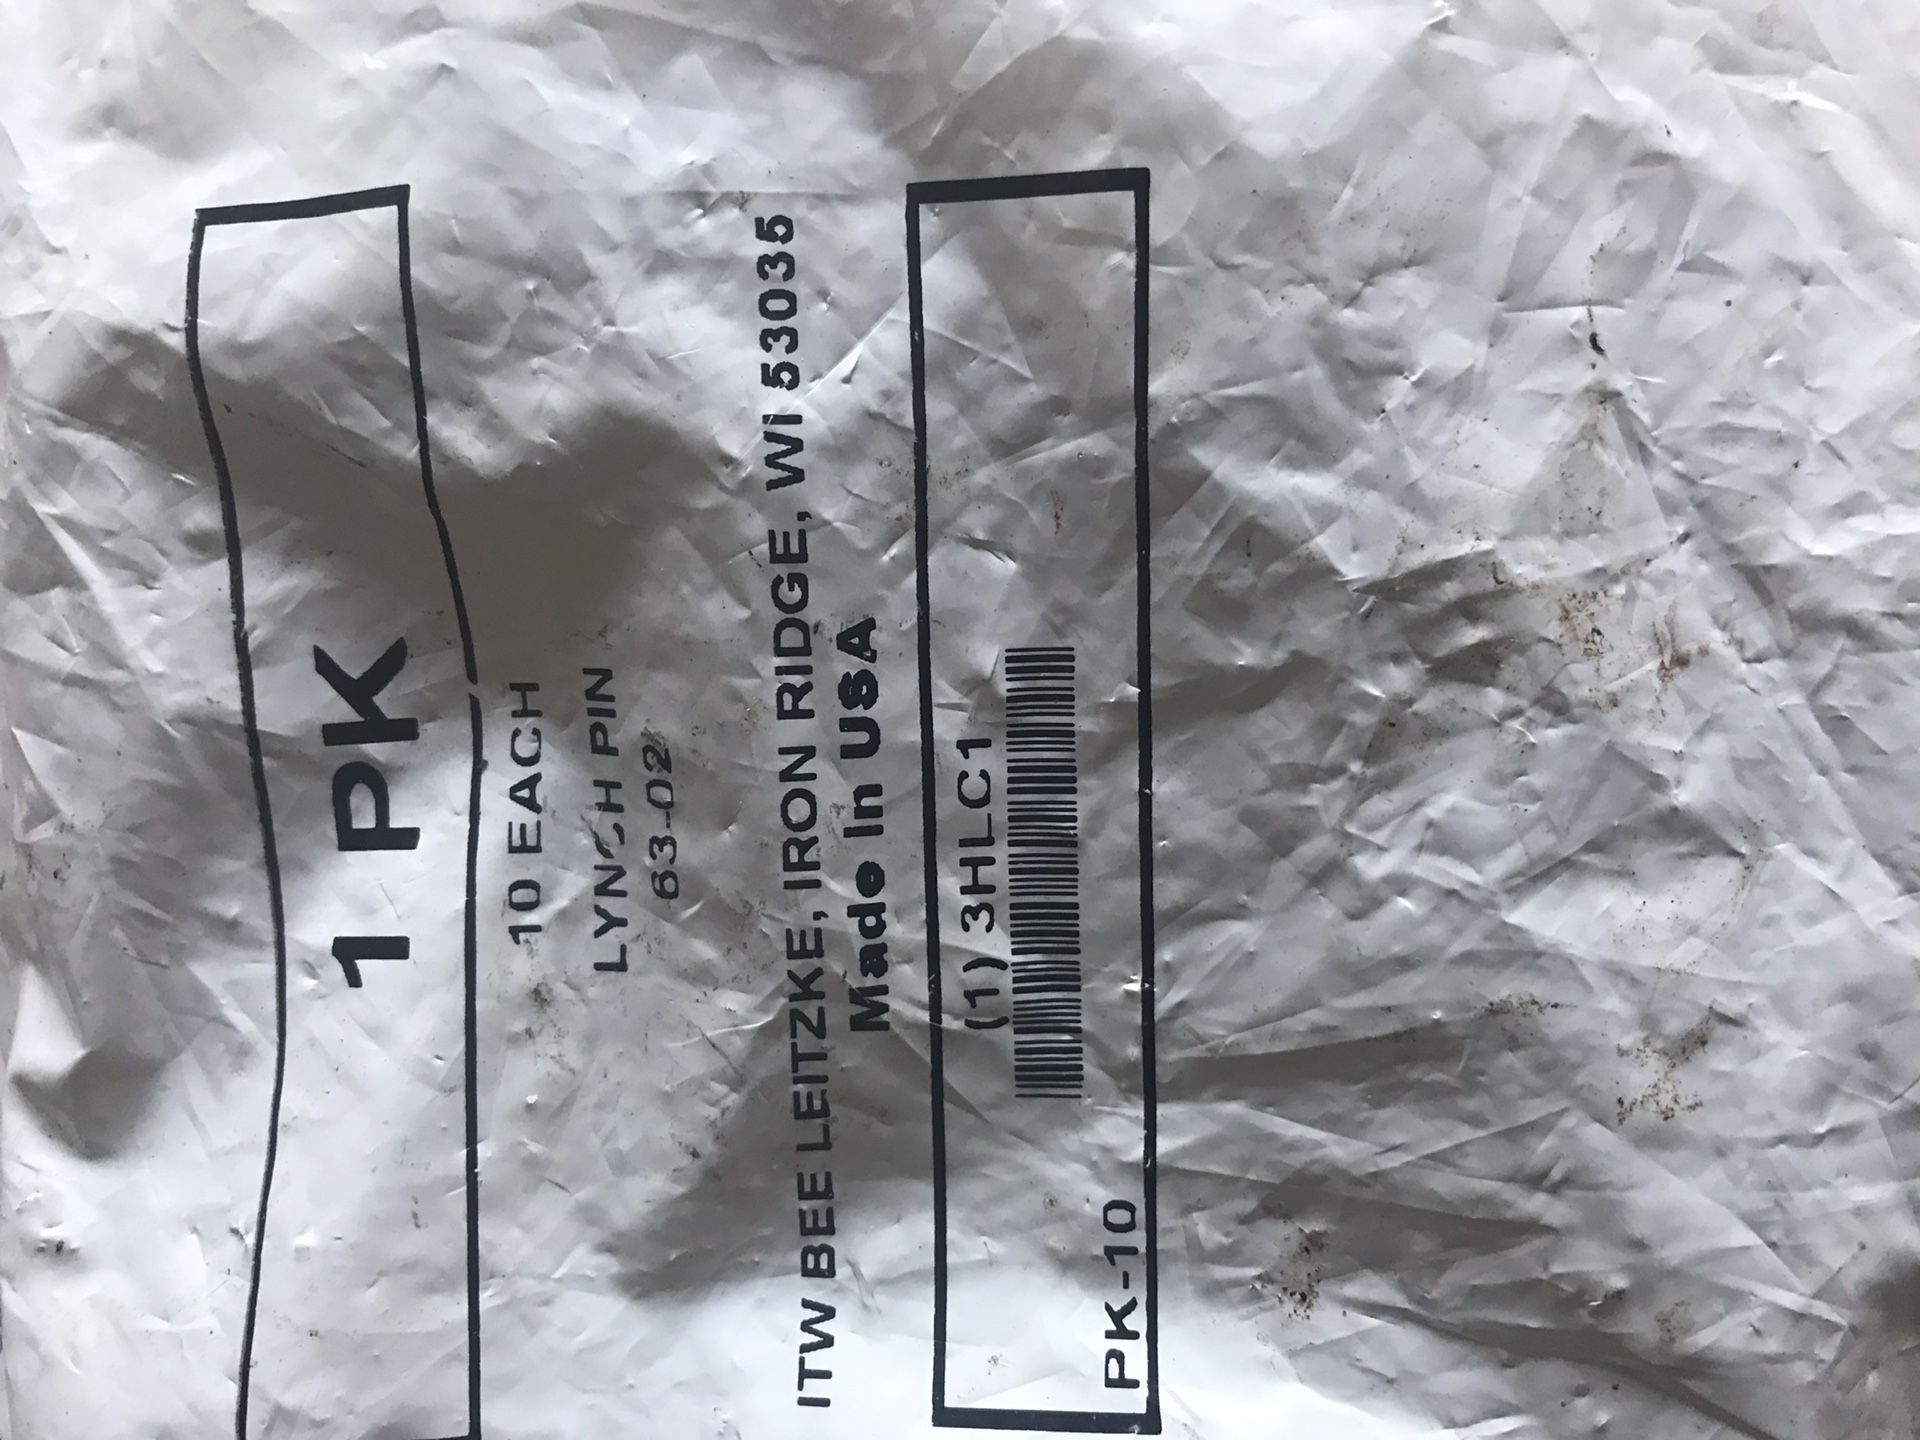 1 PK
10 EACH
LYNCH PIN
63-02
ITW BEE LEITZKE, IRON RIDGE, WI 53035
Made In USA
(1) 3HLC1
PK-10